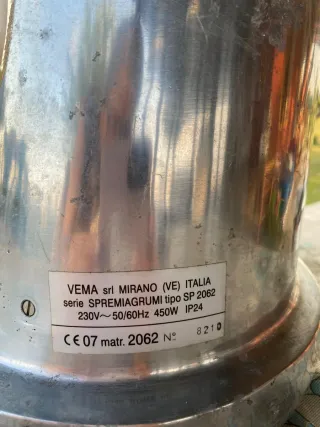 VEMA srl MIRANO (VE) ITALIA
serie SPREMIAGRUMI tipo SP 2062
230V~50/60Hz 450W IP24
CE 07 matr. 2062 N° 8210